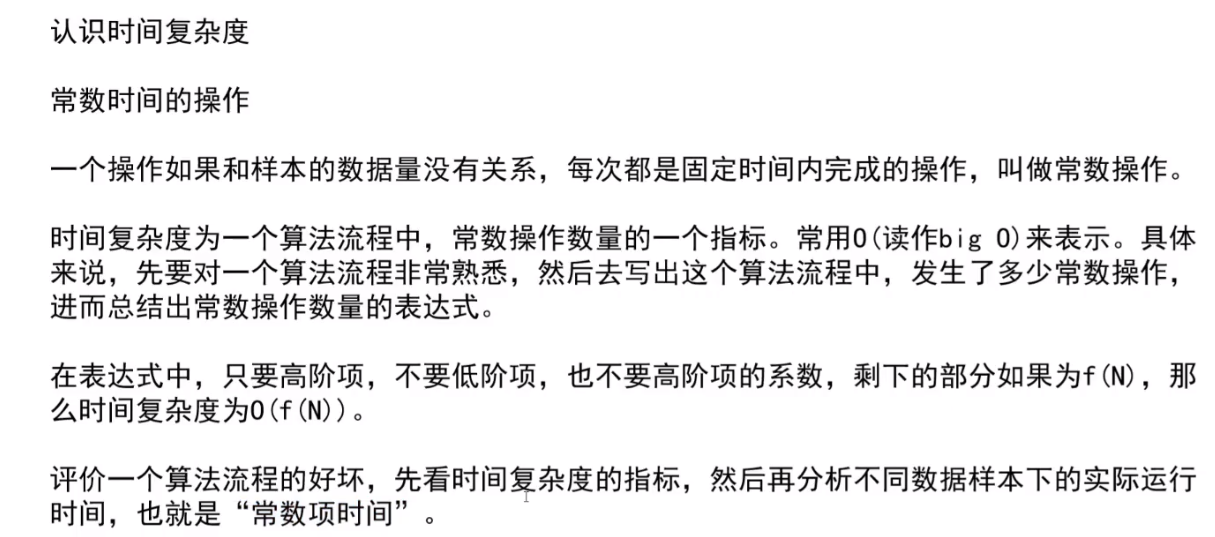 认识时间复杂度
常数时间的操作
一个操作如果和样本的数据量没有关系，每次都是固定时间内完成的操作，叫做常数操作。
时间复杂度为一个算法流程中，常数操作数量的一个指标。常用O(读作big O)来表示。具体
来说，先要对一个算法流程非常熟悉，然后去写出这个算法流程中，发生了多少常数操作，
进而总结出常数操作数量的表达式。
在表达式中，只要高阶项，不要低阶项，也不要高阶项的系数，剩下的部分如果为f(N)，那
么时间复杂度为O(f(N))。
评价一个算法流程的好坏，先看时间复杂度的指标，然后再分析不同数据样本下的实际运行
时间，也就是“常数项时间”。